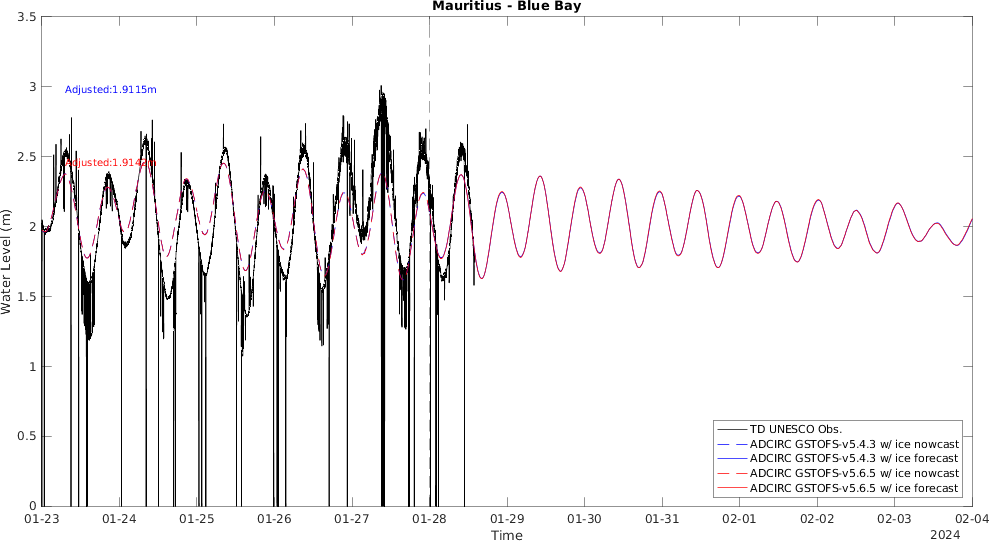 Mauritius - Blue Bay
3.5
3
2.5
2
1.5
1
0.5
0
Water Level (m)
Adjusted:1.9115m
TD UNESCO Obs.
ADCIRC GSTOFS-v5.4.3 w/ ice nowcast
ADCIRC GSTOFS-v5.4.3 w/ ice forecast
ADCIRC GSTOFS-v5.6.5 w/ ice nowcast
ADCIRC GSTOFS-v5.6.5 w/ ice forecast
01-23 01-24 01-25 01-26 01-27 01-28 01-29 01-30 01-31 02-01 02-02 02-03 02-04
Time
2024